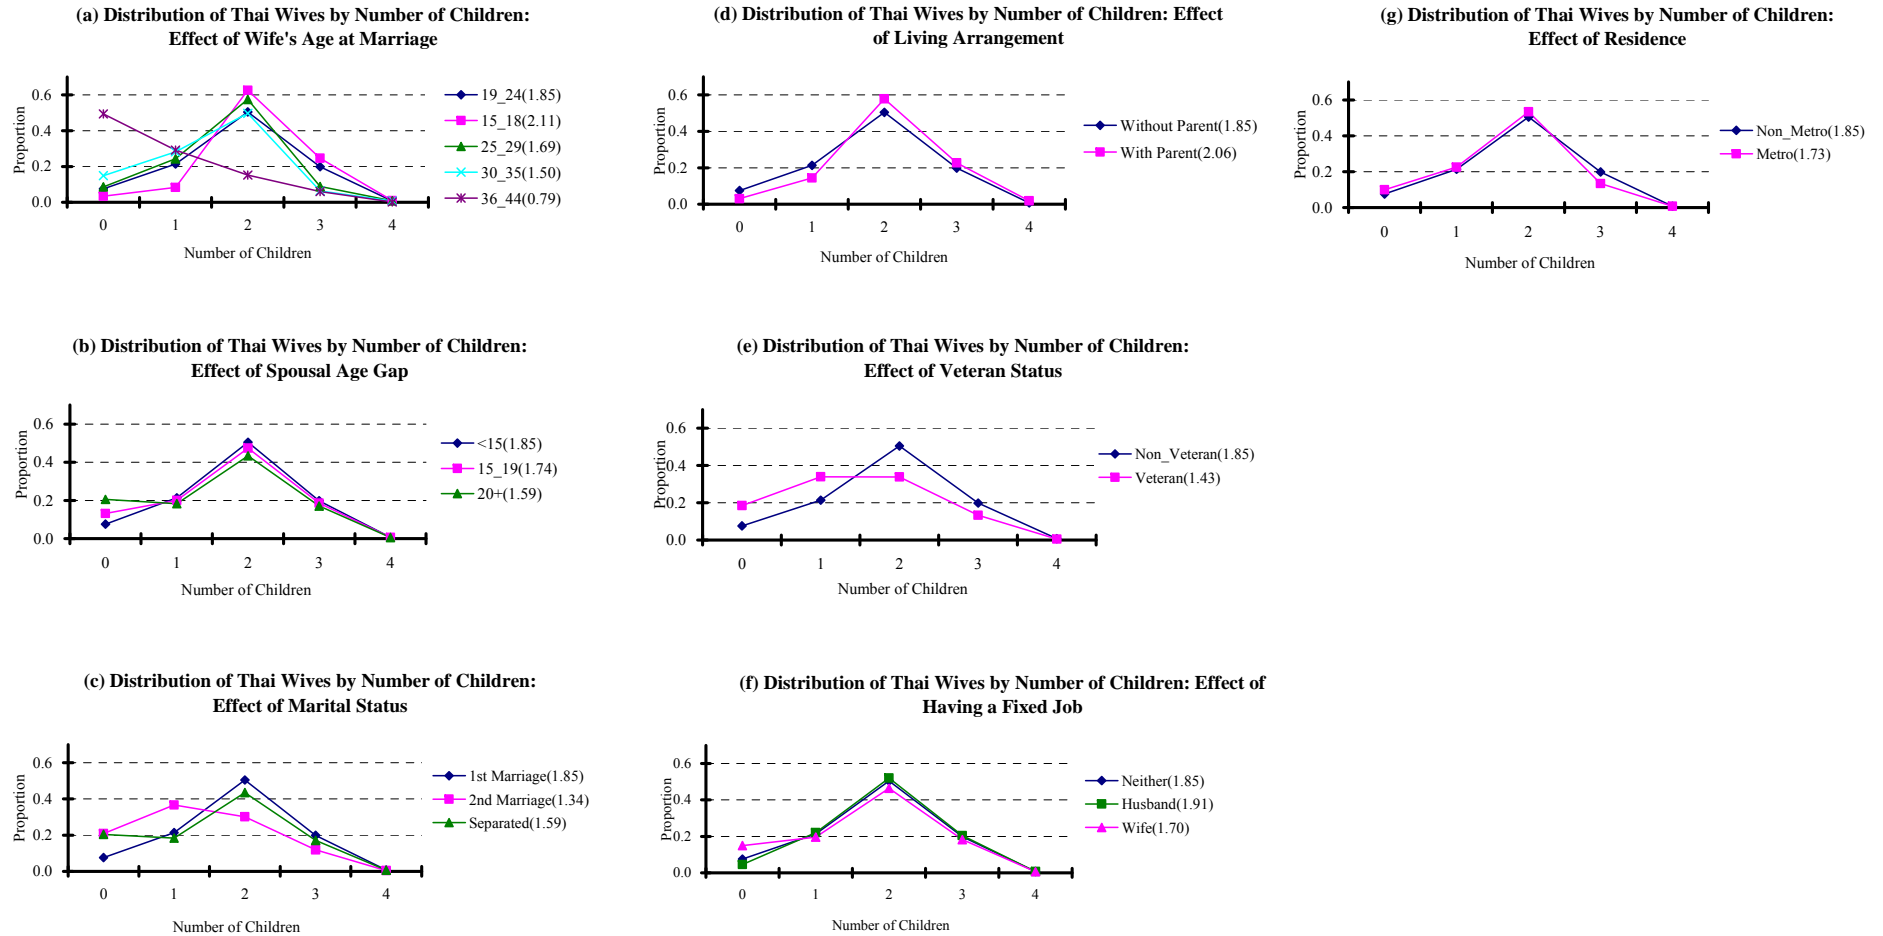 (a) Distribution of Thai Wives by Number of Children:
Effect of Wife's Age at Marriage
Proportion
0.6
0.4
0.2
0.0
0 1 2 3 4
Number of Children
19_24(1.85)
15_18(2.11)
25_29(1.69)
30_35(1.50)
36_44(0.79)
(b) Distribution of Thai Wives by Number of Children:
Effect of Spousal Age Gap
Proportion
0.6
0.4
0.2
0.0
0 1 2 3 4
Number of Children
<15(1.85)
15_19(1.74)
20+(1.59)
(c) Distribution of Thai Wives by Number of Children:
Effect of Marital Status
Proportion
0.6
0.4
0.2
0.0
0 1 2 3 4
Number of Children
1st Marriage(1.85)
2nd Marriage(1.34)
Separated(1.59)
(d) Distribution of Thai Wives by Number of Children: Effect
of Living Arrangement
Proportion
0.6
0.4
0.2
0.0
0 1 2 3 4
Number of Children
Without Parent(1.85)
With Parent(2.06)
(e) Distribution of Thai Wives by Number of Children:
Effect of Veteran Status
Proportion
0.6
0.4
0.2
0.0
0 1 2 3 4
Number of Children
Non_Veteran(1.85)
Veteran(1.43)
(f) Distribution of Thai Wives by Number of Children: Effect of
Having a Fixed Job
Proportion
0.6
0.4
0.2
0.0
0 1 2 3 4
Number of Children
Neither(1.85)
Husband(1.91)
Wife(1.70)
(g) Distribution of Thai Wives by Number of Children:
Effect of Residence
Proportion
0.6
0.4
0.2
0.0
0 1 2 3 4
Number of Children
Non_Metro(1.85)
Metro(1.73)